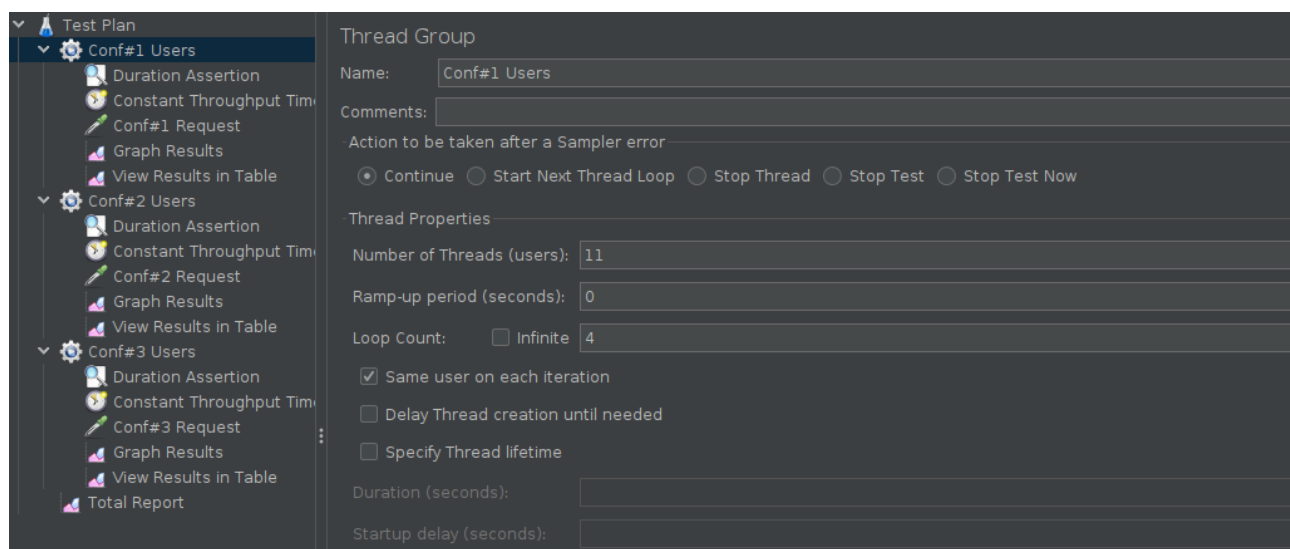 Test Plan
Conf#1 Users
Duration Assertion
Constant Throughput Tim
Conf#1 Request
Graph Results
View Results in Table
Conf#2 Users
Duration Assertion
Constant Throughput Tim
Conf#2 Request
Graph Results
View Results in Table
Conf#3 Users
Duration Assertion
Constant Throughput Tim
Conf#3 Request
Graph Results
View Results in Table
Total Report
Thread Group
Name: Conf#1 Users
Comments:
Action to be taken after a Sampler error
Continue Start Next Thread Loop Stop Thread Stop Test Stop Test Now
Thread Properties
Number of Threads (users): 11
Ramp-up period (seconds): 0
Loop Count: Infinite 4
Same user on each iteration
Delay Thread creation until needed
Specify Thread lifetime
Duration (seconds):
Startup delay (seconds):